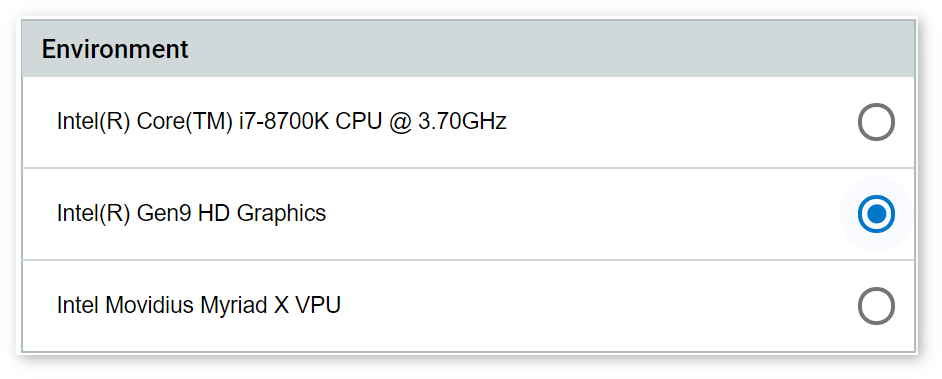 Environment
Intel(R) Core(TM) i7-8700K CPU @ 3.70GHz
Intel(R) Gen9 HD Graphics
Intel Movidius Myriad X VPU